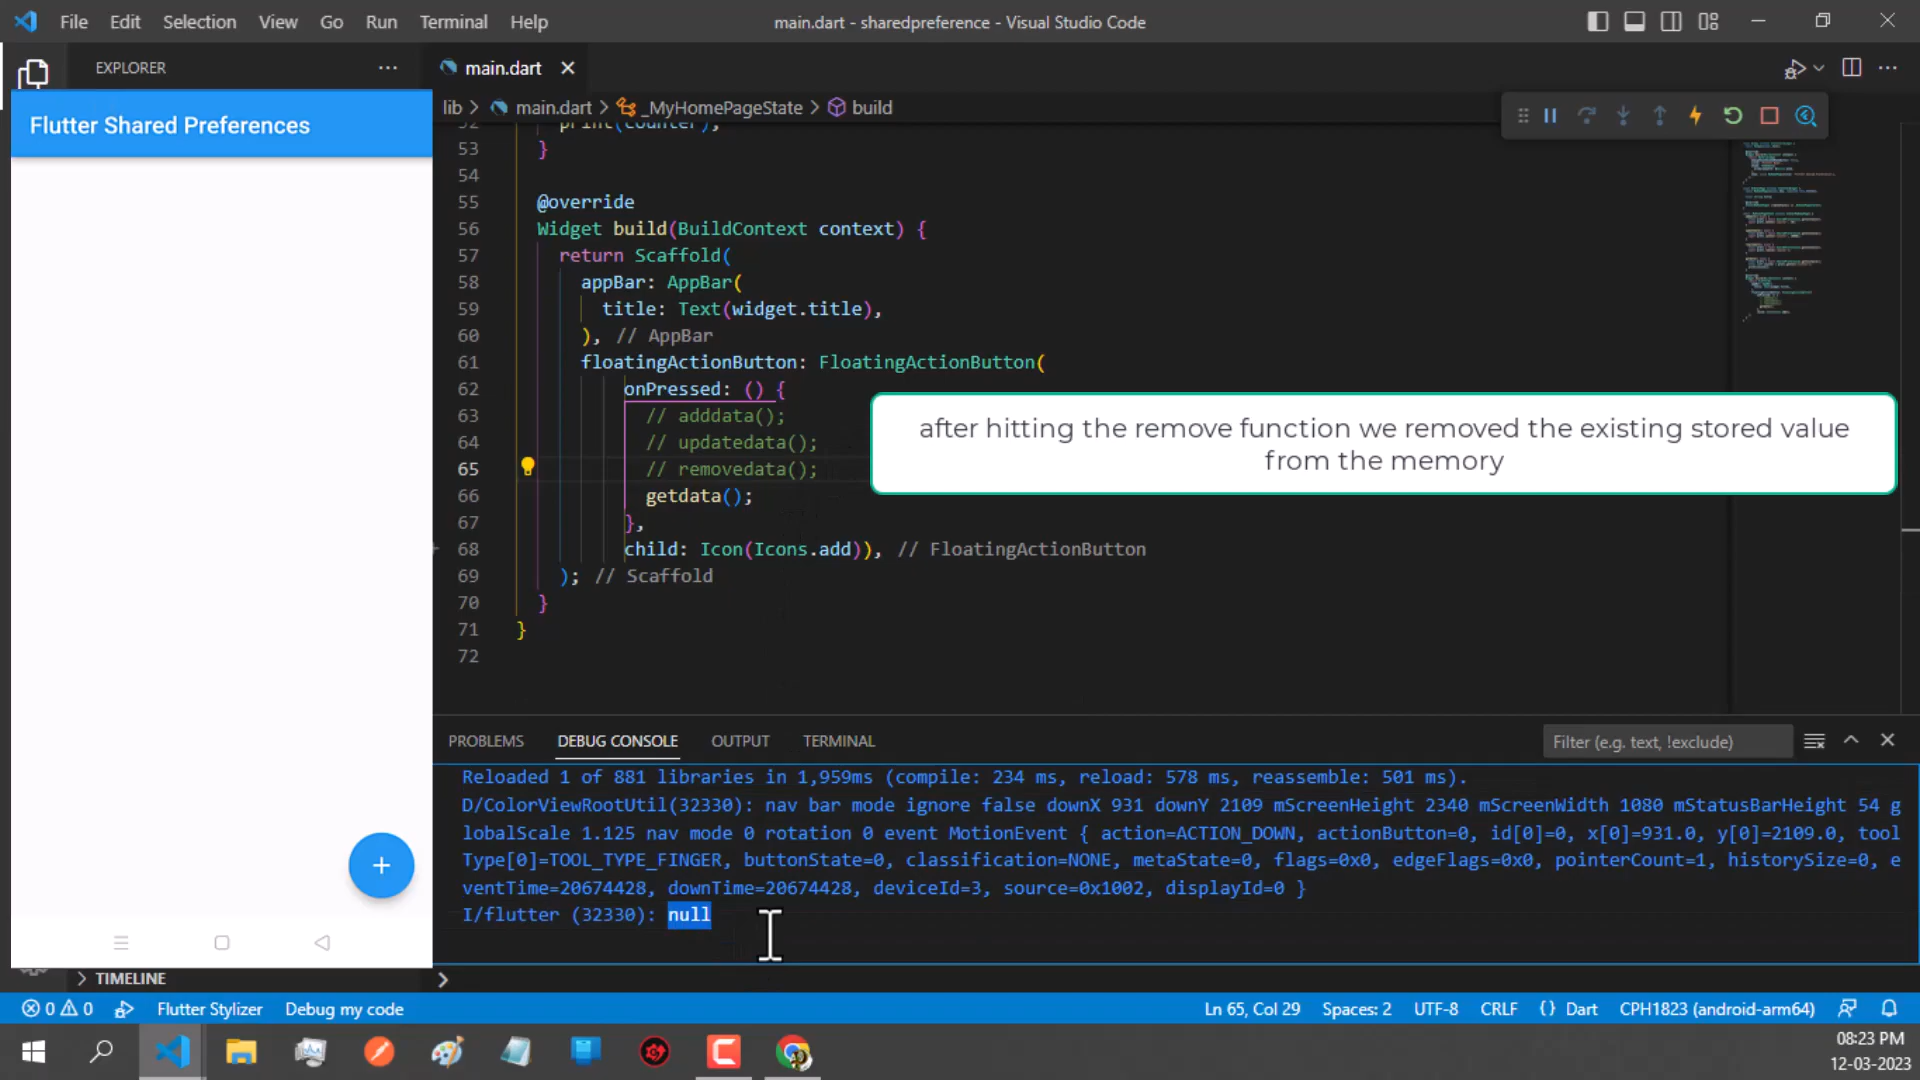 File Edit Selection View Go Run Terminal Help
main.dart - sharedpreference - Visual Studio Code
EXPLORER
main.dart
Flutter Shared Preferences
lib > main.dart > _MyHomePageState > build
print(counter);
53 }
54
55 @override
56 Widget build(BuildContext context) {
57 return Scaffold(
58 appBar: AppBar(
59 title: Text(widget.title),
60 ), // AppBar
61 floatingActionButton: FloatingActionButton(
62 onPressed: () {
63 // adddata();
64 // updatedata();
65 // removedata();
66 getdata();
67 },
68 child: Icon(Icons.add)), // FloatingActionButton
69 ); // Scaffold
70 }
71 }
72
after hitting the remove function we removed the existing stored value
from the memory
PROBLEMS DEBUG CONSOLE OUTPUT TERMINAL
Filter (e.g. text, !exclude)
Reloaded 1 of 881 libraries in 1,959ms (compile: 234 ms, reload: 578 ms, reassemble: 501 ms).
D/ColorViewRootUtil(32330): nav bar mode ignore false downX 931 downY 2109 mScreenHeight 2340 mScreenWidth 1080 mStatusBarHeight 54 g
lobalScale 1.125 nav mode 0 rotation 0 event MotionEvent { action=ACTION_DOWN, actionButton=0, id[0]=0, x[0]=931.0, y[0]=2109.0, tool
Type[0]=TOOL_TYPE_FINGER, buttonState=0, classification=NONE, metaState=0, flags=0x0, edgeFlags=0x0, pointerCount=1, historySize=0, e
ventTime=20674428, downTime=20674428, deviceId=3, source=0x1002, displayId=0 }
I/flutter (32330): null
TIMELINE
0 0 Flutter Stylizer Debug my code
Ln 65, Col 29 Spaces: 2 UTF-8 CRLF {} Dart CPH1823 (android-arm64)
08:23 PM
12-03-2023